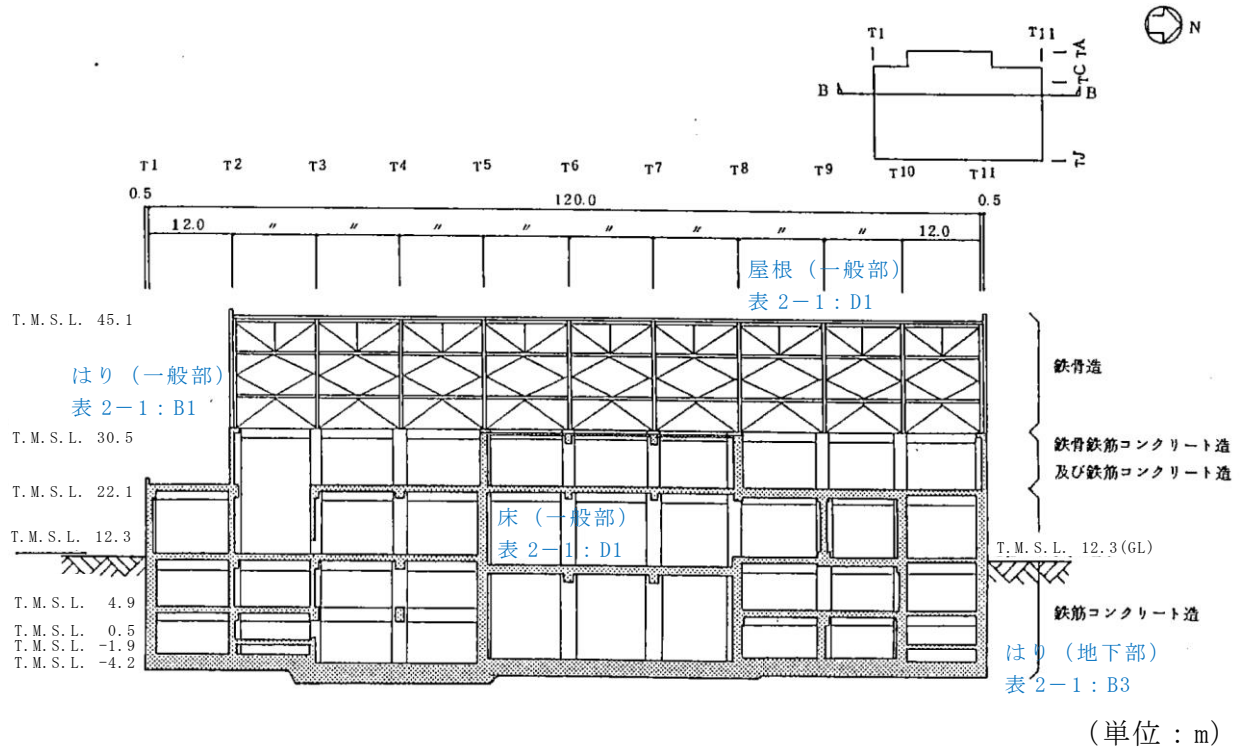 N
T1
T11
TA
TC
B
B
TJ
T1 T2 T3 T4 T5 T6 T7 T8 T9 T10 T11
0.5
120.0
0.5
12.0 〃 〃 〃 〃 〃 〃 〃 〃 12.0
屋根（一般部）
表 2－1：D1
T.M.S.L. 45.1
はり（一般部）
表 2－1：B1
鉄骨造
T.M.S.L. 30.5
鉄骨鉄筋コンクリート造
及び鉄筋コンクリート造
T.M.S.L. 22.1
床（一般部）
表 2－1：D1
T.M.S.L. 12.3
T.M.S.L. 12.3(GL)
T.M.S.L. 4.9
鉄筋コンクリート造
T.M.S.L. 0.5
T.M.S.L. -1.9
T.M.S.L. -4.2
はり（地下部）
表 2－1：B3
（単位：m）